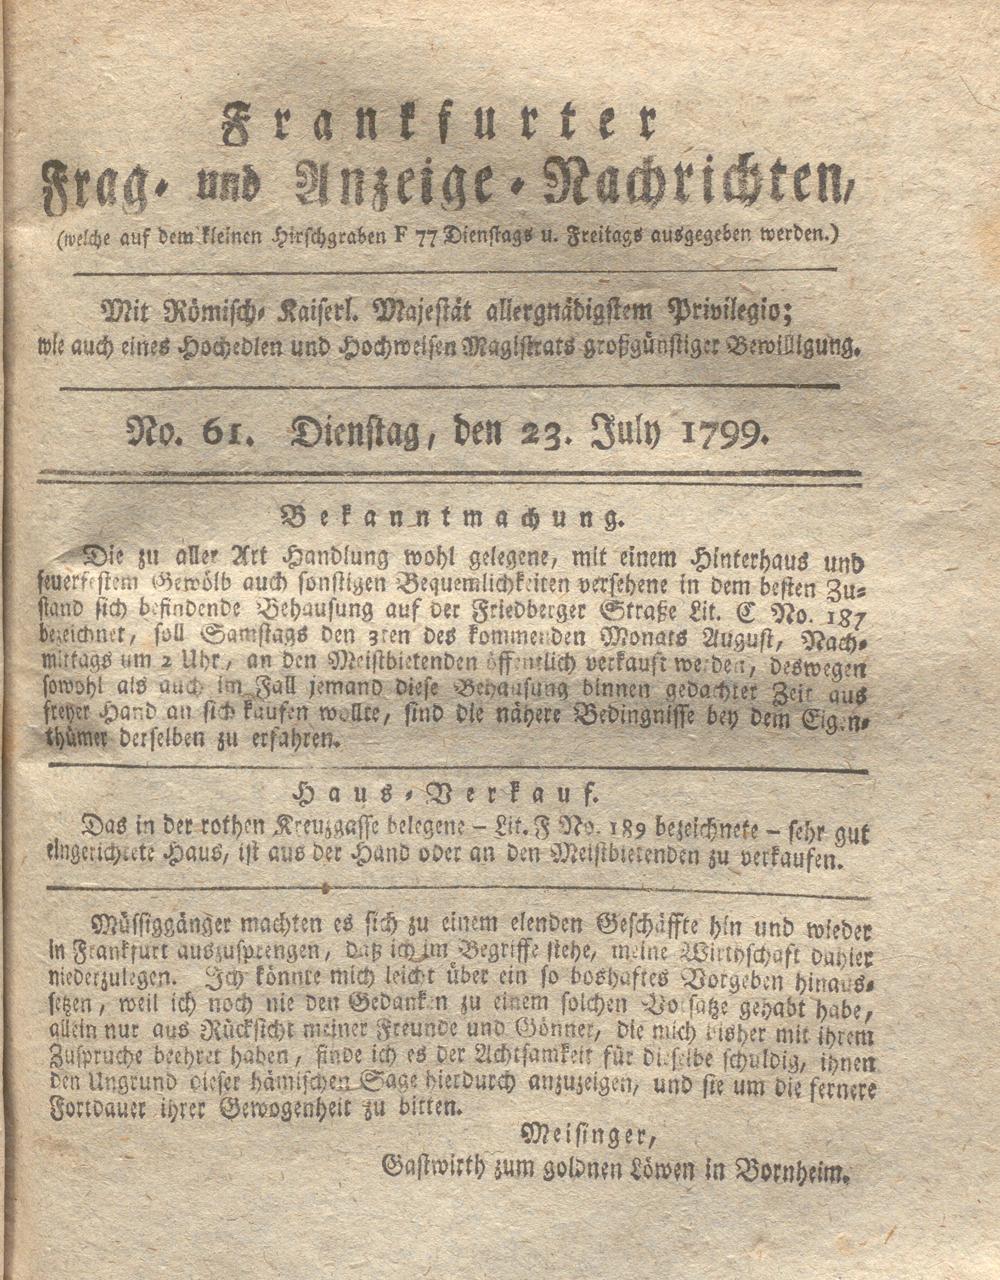 Frankfurter
Frag- und Anzeige-Nachrichten,
(welche auf dem kleinen Hirschgraben F 77 Dienstags u. Freitags ausgegeben werden.)
Mit Römisch-Kaiserl. Majestät allergnädigstem Privilegio;
wie auch eines Hochedlen und Hochweisen Magistrats großgünstiger Bewilligung.
No. 61. Dienstag, den 23. July 1799.
Bekanntmachung.
Die zu aller Art Handlung wohl gelegene, mit einem Hinterhaus und
feuerfestem Gewölb auch sonstigen Bequemlichkeiten versehene in dem besten Zu-
stand sich befindende Behausung auf der Friedberger Straße Lit. C No. 187
bezeichnet, soll Samstags den 3ten des kommenden Monats August, Nach-
mittags um 2 Uhr, an den Meistbietenden öffentlich verkauft werden, deswegen
sowohl als auch im Fall jemand diese Behausung binnen gedachter Zeit aus
freyer Hand an sich kaufen wollte, sind die nähere Bedingnisse bey dem Eigen-
thümer derselben zu erfahren.
Haus-Verkauf.
Das in der rothen Kreuzgasse belegene – Lit. F No. 189 bezeichnete – sehr gut
eingerichtete Haus, ist aus der Hand oder an den Meistbietenden zu verkaufen.
Müssiggänger machten es sich zu einem elenden Geschäffte hin und wieder
in Frankfurt auszusprengen, daß ich im Begriffe stehe, meine Wirthschaft dahier
niederzulegen. Ich könnte mich leicht über ein so boshaftes Vorgeben hinaus-
setzen, weil ich noch nie den Gedanken zu einem solchen Vorsatze gehabt habe,
allein nur aus Rücksicht meiner Freunde und Gönner, die mich bisher mit ihrem
Zuspruche beehret haben, finde ich es der Achtsamkeit für dieselbe schuldig, ihnen
den Ungrund dieser hämischen Sage hierdurch anzuzeigen, und sie um die fernere
Fortdauer ihrer Gewogenheit zu bitten.
Meisinger,
Gastwirth zum goldnen Löwen in Bornheim.